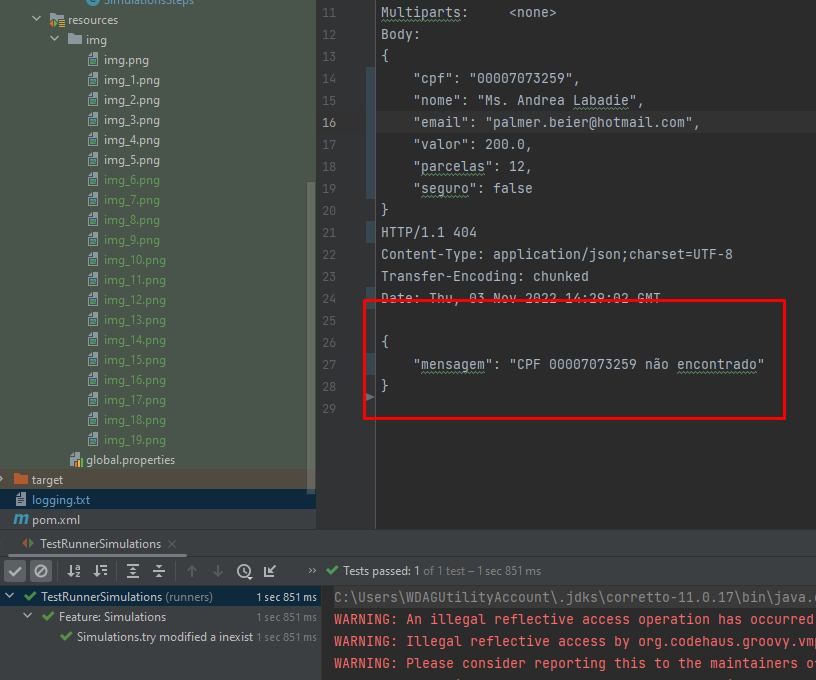 SimulationsSteps
resources
img
img.png
img_1.png
img_2.png
img_3.png
img_4.png
img_5.png
img_6.png
img_7.png
img_8.png
img_9.png
img_10.png
img_11.png
img_12.png
img_13.png
img_14.png
img_15.png
img_16.png
img_17.png
img_18.png
img_19.png
global.properties
target
logging.txt
pom.xml
11 Multiparts: <none>
12 Body:
13 {
14 "cpf": "00007073259",
15 "nome": "Ms. Andrea Labadie",
16 "email": "palmer.beier@hotmail.com",
17 "valor": 200.0,
18 "parcelas": 12,
19 "seguro": false
20 }
21 HTTP/1.1 404
22 Content-Type: application/json;charset=UTF-8
23 Transfer-Encoding: chunked
24 Date: Thu, 03 Nov 2022 14:29:02 GMT
25
26 {
27 "mensagem": "CPF 00007073259 não encontrado"
28 }
29
TestRunnerSimulations
Tests passed: 1 of 1 test – 1 sec 851 ms
TestRunnerSimulations (runners) 1 sec 851 ms
Feature: Simulations 1 sec 851 ms
Simulations.try modified a inexist 1 sec 851 ms
C:\Users\WDAGUtilityAccount\.jdks\corretto-11.0.17\bin\java.e
WARNING: An illegal reflective access operation has occurred
WARNING: Illegal reflective access by org.codehaus.groovy.vmp
WARNING: Please consider reporting this to the maintainers of